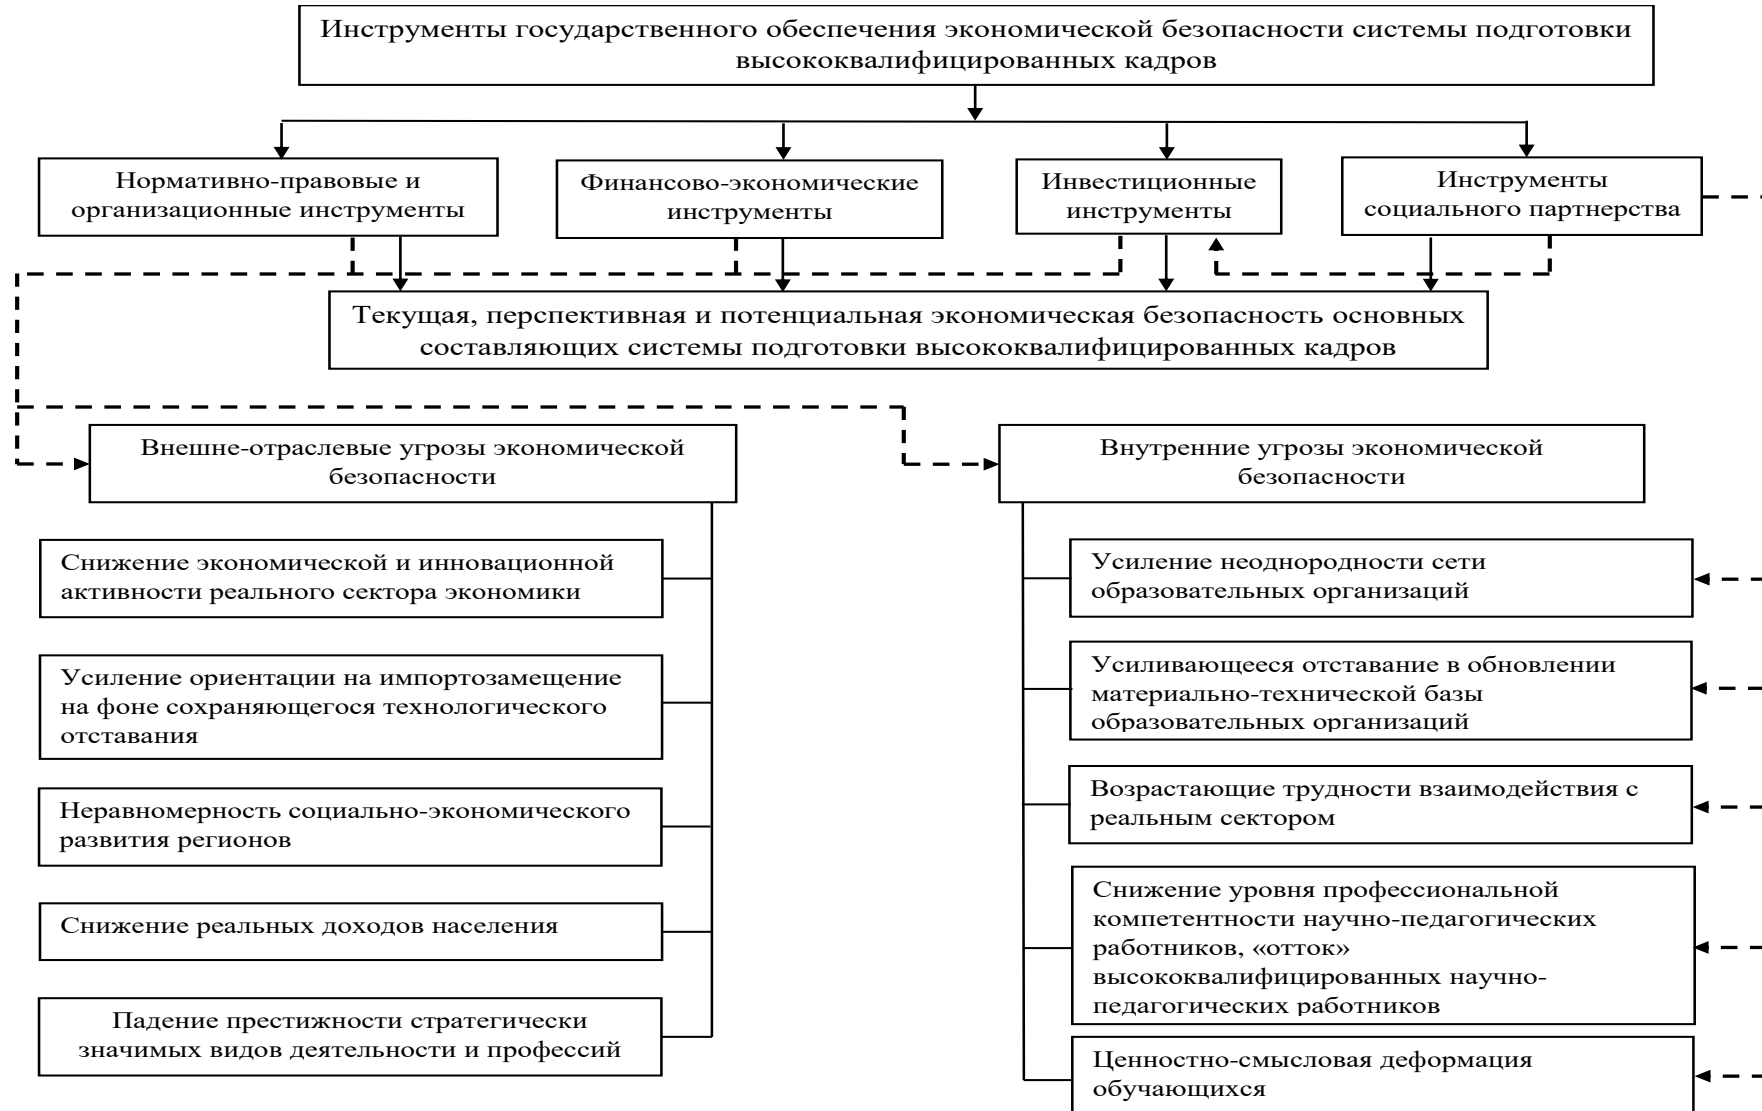 Инструменты государственного обеспечения экономической безопасности системы подготовки
высококвалифицированных кадров
Нормативно-правовые и
организационные инструменты
Финансово-экономические
инструменты
Инвестиционные
инструменты
Инструменты
социального партнерства
Текущая, перспективная и потенциальная экономическая безопасность основных
составляющих системы подготовки высококвалифицированных кадров
Внешне-отраслевые угрозы экономической
безопасности
Снижение экономической и инновационной
активности реального сектора экономики
Усиление ориентации на импортозамещение
на фоне сохраняющегося технологического
отставания
Неравномерность социально-экономического
развития регионов
Снижение реальных доходов населения
Падение престижности стратегически
значимых видов деятельности и профессий
Внутренние угрозы экономической
безопасности
Усиление неоднородности сети
образовательных организаций
Усиливающееся отставание в обновлении
материально-технической базы
образовательных организаций
Возрастающие трудности взаимодействия с
реальным сектором
Снижение уровня профессиональной
компетентности научно-педагогических
работников, «отток»
высококвалифицированных научно-
педагогических работников
Ценностно-смысловая деформация
обучающихся